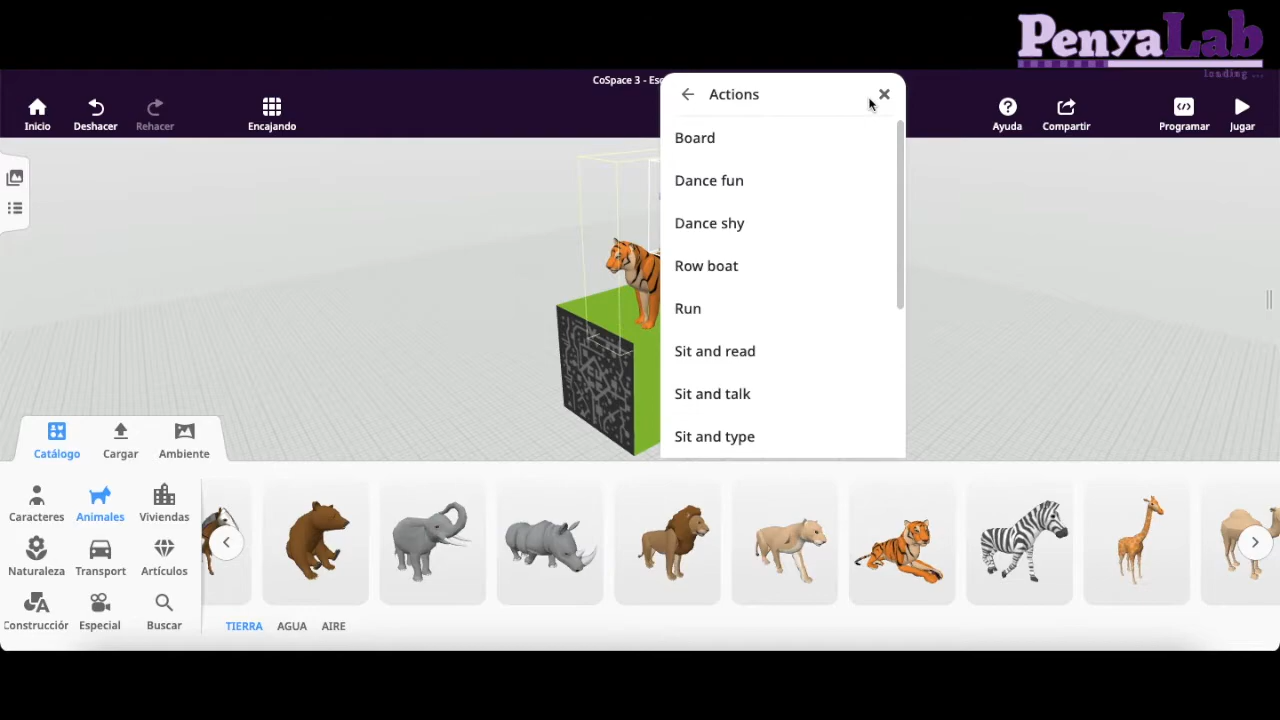 PenyaLab
loading ...
CoSpace 3 - Esc
Inicio
Deshacer
Rehacer
Encajando
Ayuda
Compartir
Programar
Jugar
Actions
Board
Dance fun
Dance shy
Row boat
Run
Sit and read
Sit and talk
Sit and type
Catálogo
Cargar
Ambiente
Caracteres
Animales
Viviendas
Naturaleza
Transport
Artículos
Construcción
Especial
Buscar
TIERRA
AGUA
AIRE